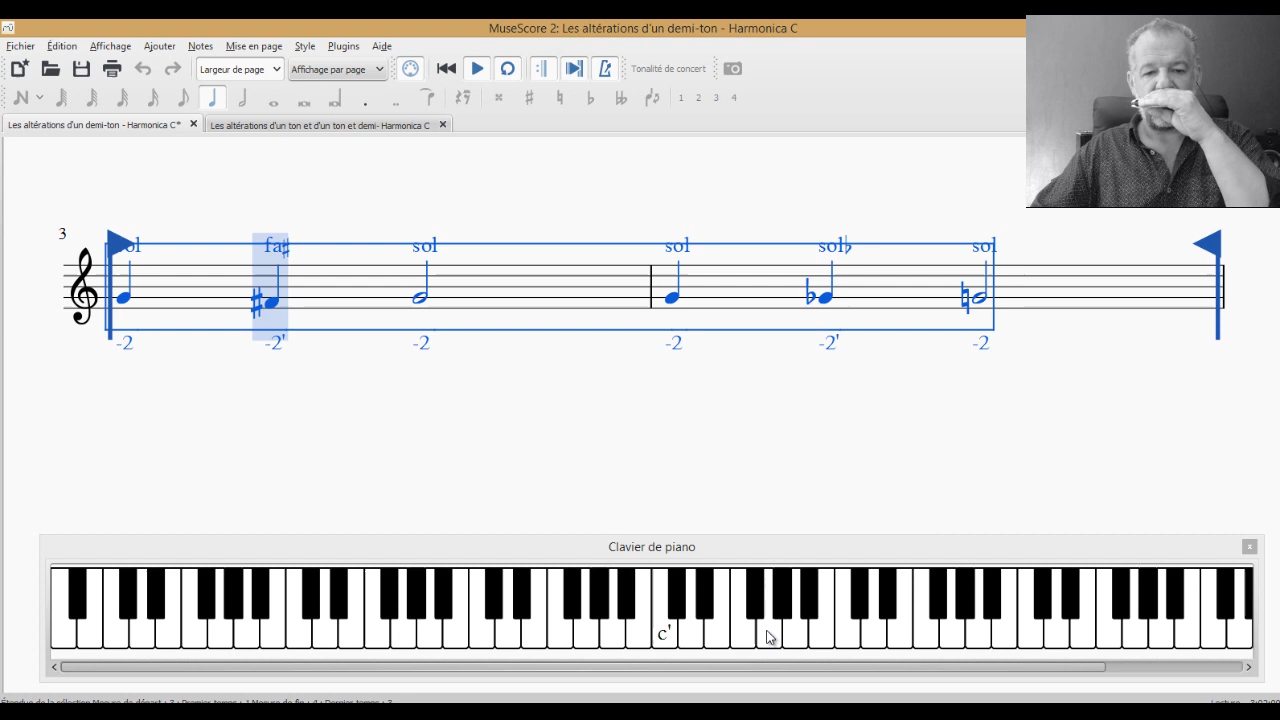 MuseScore 2: Les altérations d'un demi-ton - Harmonica C
Fichier Édition Affichage Ajouter Notes Mise en page Style Plugins Aide
Largeur de page Affichage par page Tonalité de concert
1 2 3 4
Les altérations d'un demi-ton - Harmonica C* Les altérations d'un ton et d'un ton et demi- Harmonica C
3
sol fa♯ sol sol sol♭ sol
-2 -2' -2 -2 -2' -2
Clavier de piano
c'